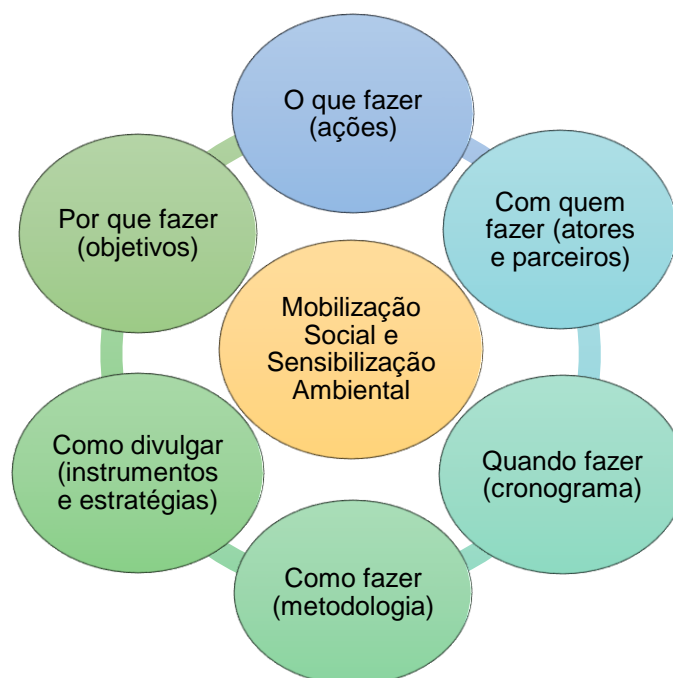 O que fazer
(ações)
Com quem
fazer (atores
e parceiros)
Por que fazer
(objetivos)
Mobilização
Social e
Sensibilização
Ambiental
Como divulgar
(instrumentos
e estratégias)
Quando fazer
(cronograma)
Como fazer
(metodologia)